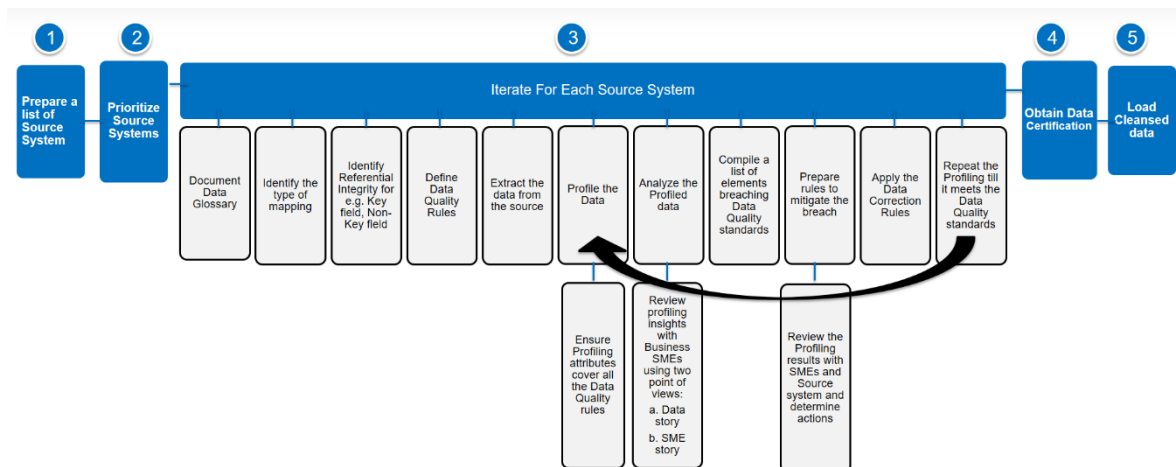 1
2
3
4
5
Prepare a
list of
Source
System
Prioritize
Source
Systems
Iterate For Each Source System
Obtain Data
Certification
Load
Cleansed
data
Document
Data
Glossary
Identify the
type of
mapping
Identify
Referential
Integrity for
e.g. Key
field, Non-
Key field
Define
Data
Quality
Rules
Extract the
data from
the source
Profile the
Data
Analyze the
Profiled
data
Compile a
list of
elements
breaching
Data
Quality
standards
Prepare
rules to
mitigate the
breach
Apply the
Data
Correction
Rules
Repeat the
Profiling till
it meets the
Data
Quality
standards
Ensure
Profiling
attributes
cover all
the Data
Quality
rules
Review
profiling
insights with
Business
SMEs
using two
point of
views:
a. Data
story
b. SME
story
Review the
Profiling
results with
SMEs and
Source
system and
determine
actions